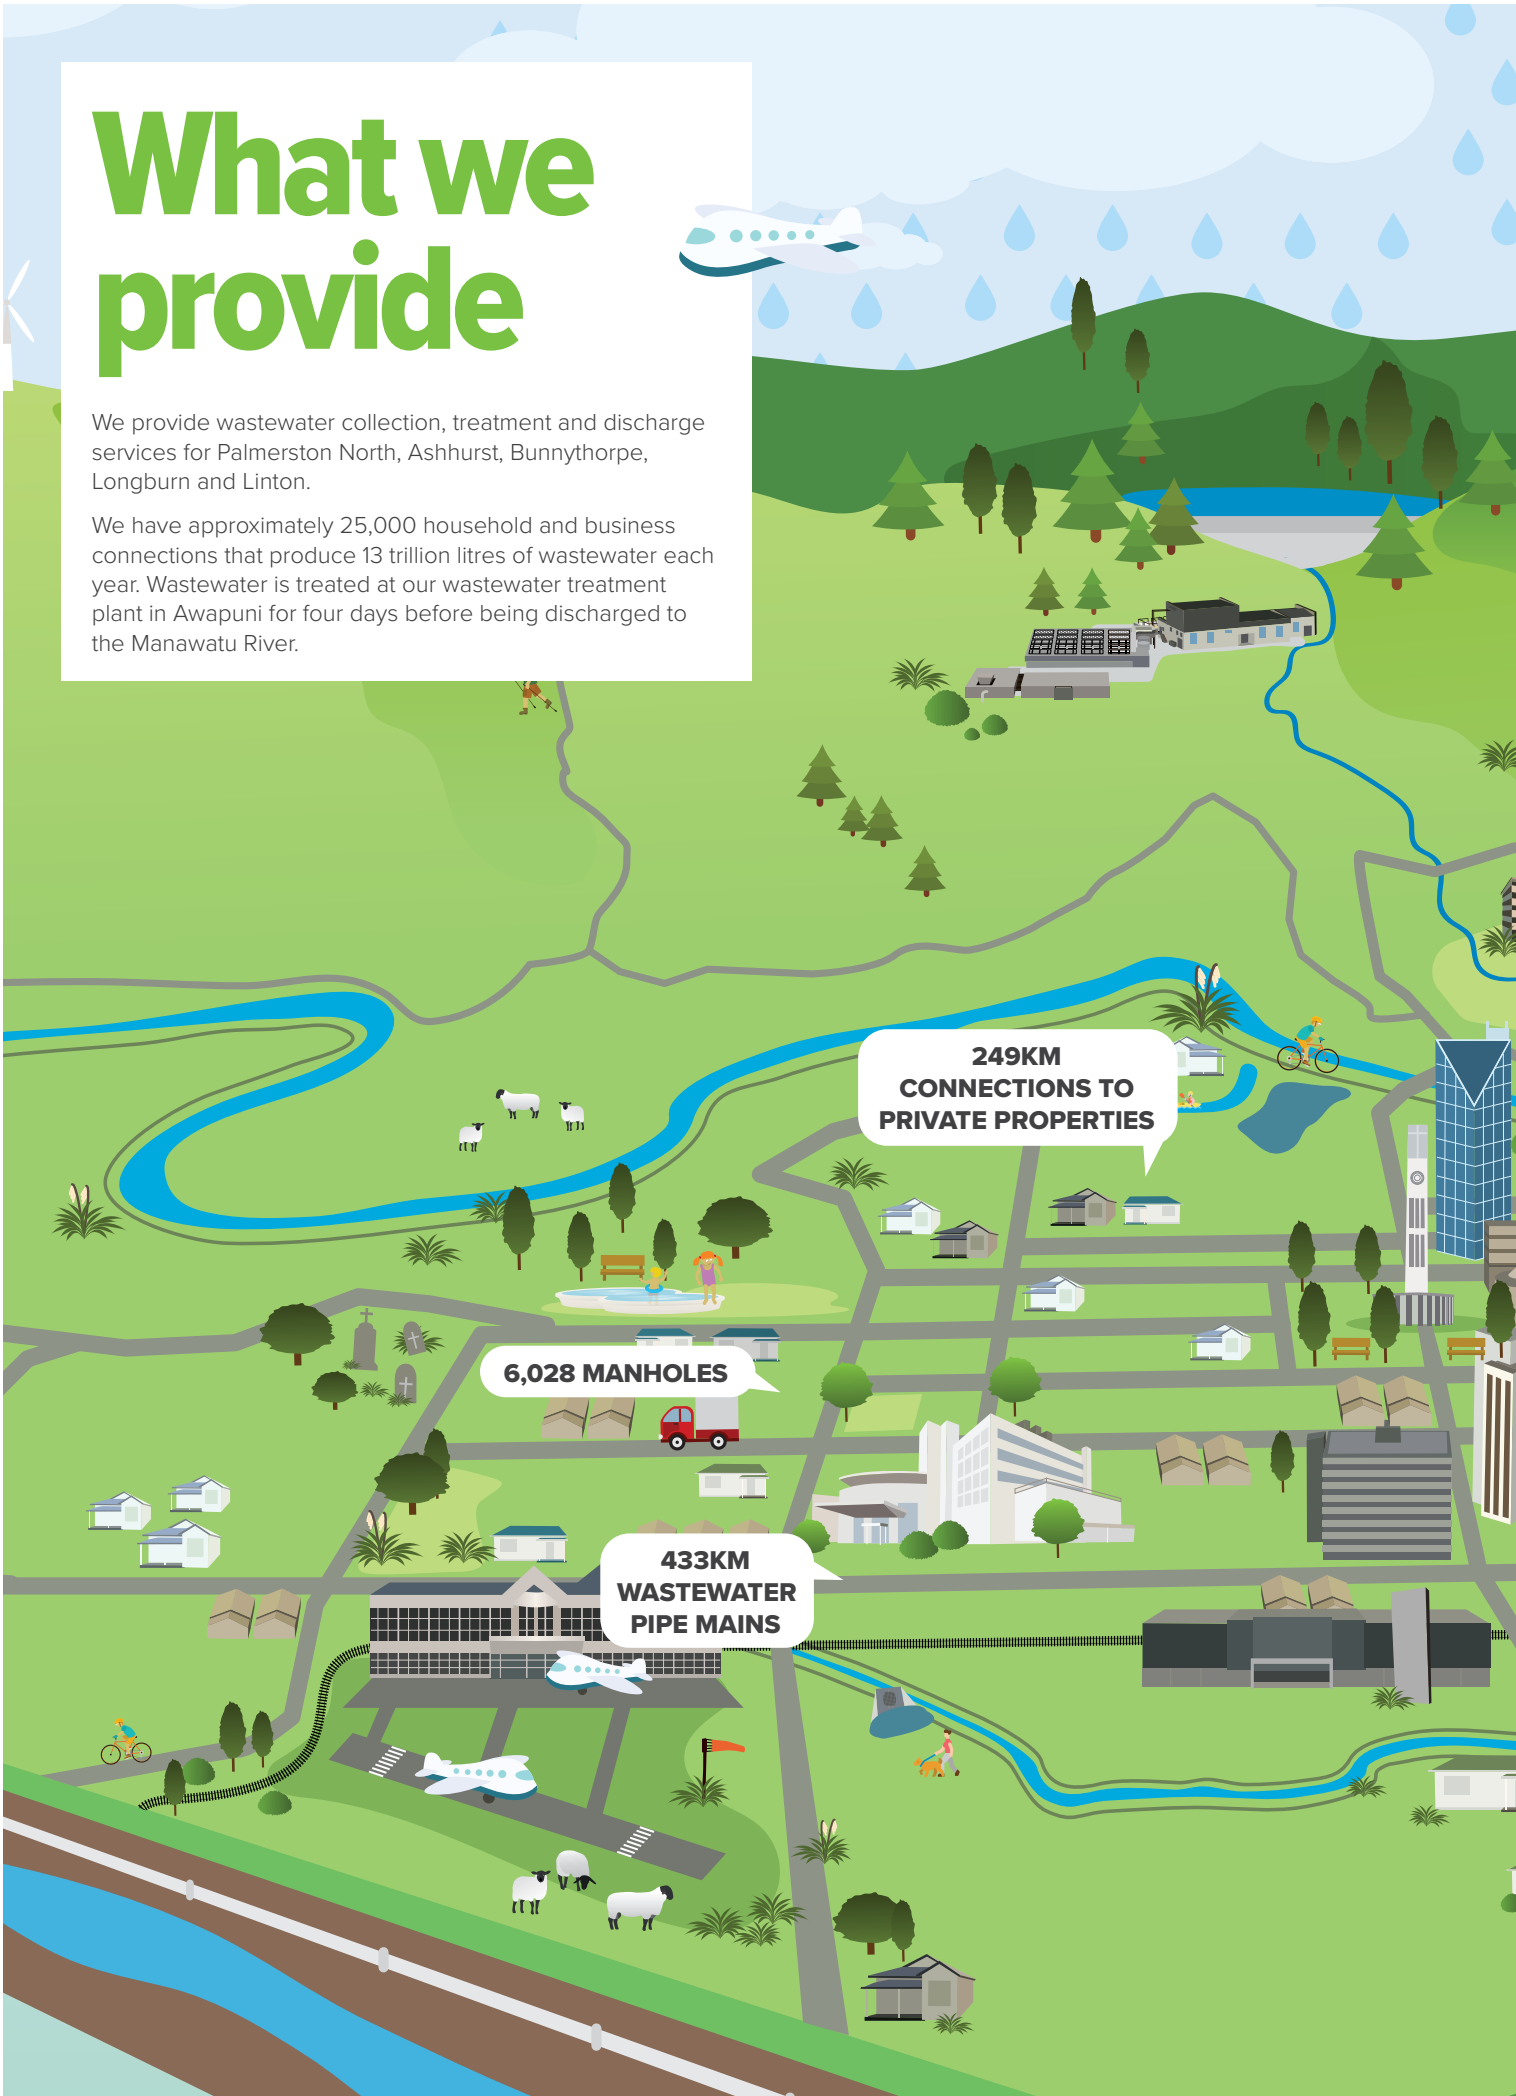 What we
provide
We provide wastewater collection, treatment and discharge
services for Palmerston North, Ashhurst, Bunnythorpe,
Longburn and Linton.
We have approximately 25,000 household and business
connections that produce 13 trillion litres of wastewater each
year. Wastewater is treated at our wastewater treatment
plant in Awapuni for four days before being discharged to
the Manawatu River.
249KM
CONNECTIONS TO
PRIVATE PROPERTIES
6,028 MANHOLES
433KM
WASTEWATER
PIPE MAINS